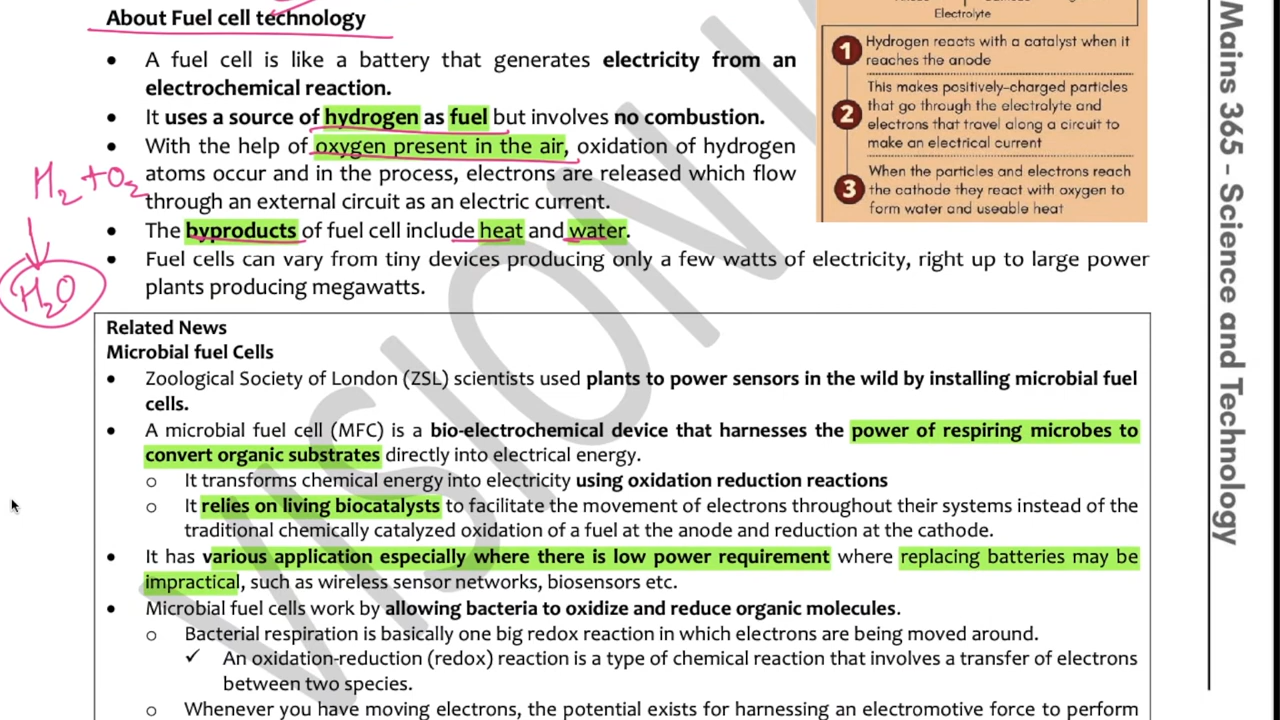 About Fuel cell technology
• A fuel cell is like a battery that generates electricity from an
electrochemical reaction.
• It uses a source of hydrogen as fuel but involves no combustion.
• With the help of oxygen present in the air, oxidation of hydrogen
atoms occur and in the process, electrons are released which flow
through an external circuit as an electric current.
• The byproducts of fuel cell include heat and water.
• Fuel cells can vary from tiny devices producing only a few watts of electricity, right up to large power
plants producing megawatts.
H₂ + O₂
H₂O
Electrolyte
1 Hydrogen reacts with a catalyst when it
reaches the anode
2 This makes positively-charged particles
that go through the electrolyte and
electrons that travel along a circuit to
make an electrical current
3 When the particles and electrons reach
the cathode they react with oxygen to
form water and useable heat
Related News
Microbial fuel Cells
• Zoological Society of London (ZSL) scientists used plants to power sensors in the wild by installing microbial fuel
cells.
• A microbial fuel cell (MFC) is a bio-electrochemical device that harnesses the power of respiring microbes to
convert organic substrates directly into electrical energy.
o It transforms chemical energy into electricity using oxidation reduction reactions
o It relies on living biocatalysts to facilitate the movement of electrons throughout their systems instead of the
traditional chemically catalyzed oxidation of a fuel at the anode and reduction at the cathode.
• It has various application especially where there is low power requirement where replacing batteries may be
impractical, such as wireless sensor networks, biosensors etc.
• Microbial fuel cells work by allowing bacteria to oxidize and reduce organic molecules.
o Bacterial respiration is basically one big redox reaction in which electrons are being moved around.
✓ An oxidation-reduction (redox) reaction is a type of chemical reaction that involves a transfer of electrons
between two species.
o Whenever you have moving electrons, the potential exists for harnessing an electromotive force to perform
Mains 365 - Science and Technology
VISION